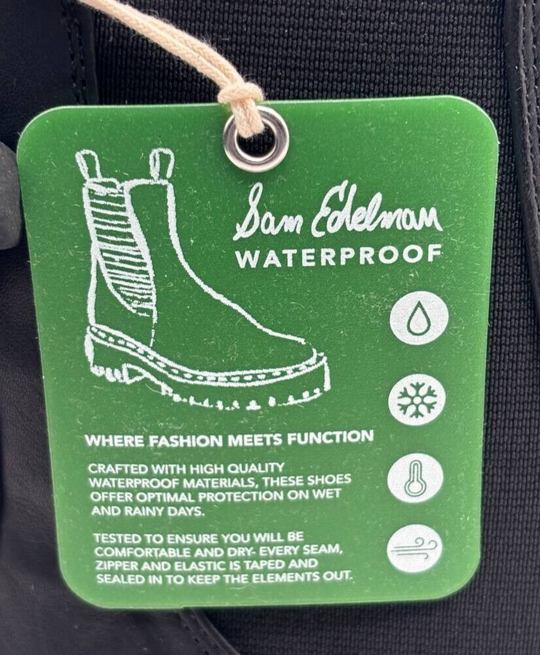 Sam Edelman
WATERPROOF
WHERE FASHION MEETS FUNCTION
CRAFTED WITH HIGH QUALITY
WATERPROOF MATERIALS, THESE SHOES
OFFER OPTIMAL PROTECTION ON WET
AND RAINY DAYS.
TESTED TO ENSURE YOU WILL BE
COMFORTABLE AND DRY- EVERY SEAM,
ZIPPER AND ELASTIC IS TAPED AND
SEALED IN TO KEEP THE ELEMENTS OUT.